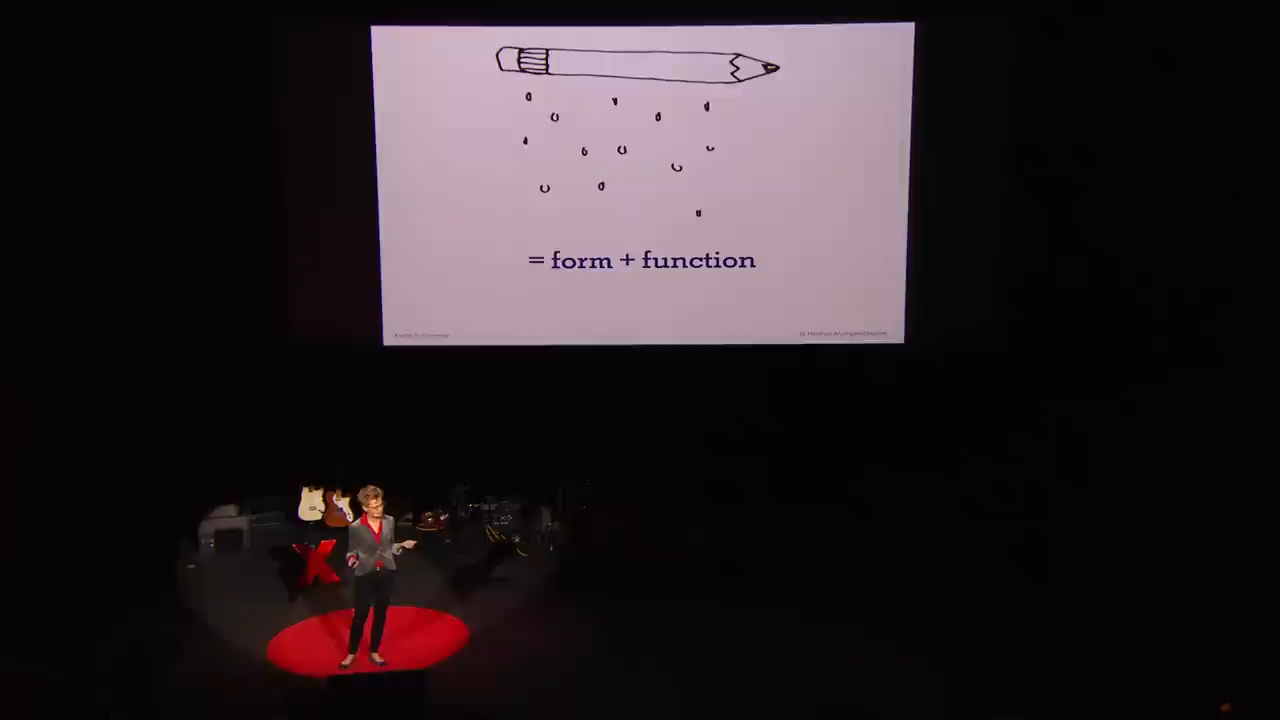 = form + function
X